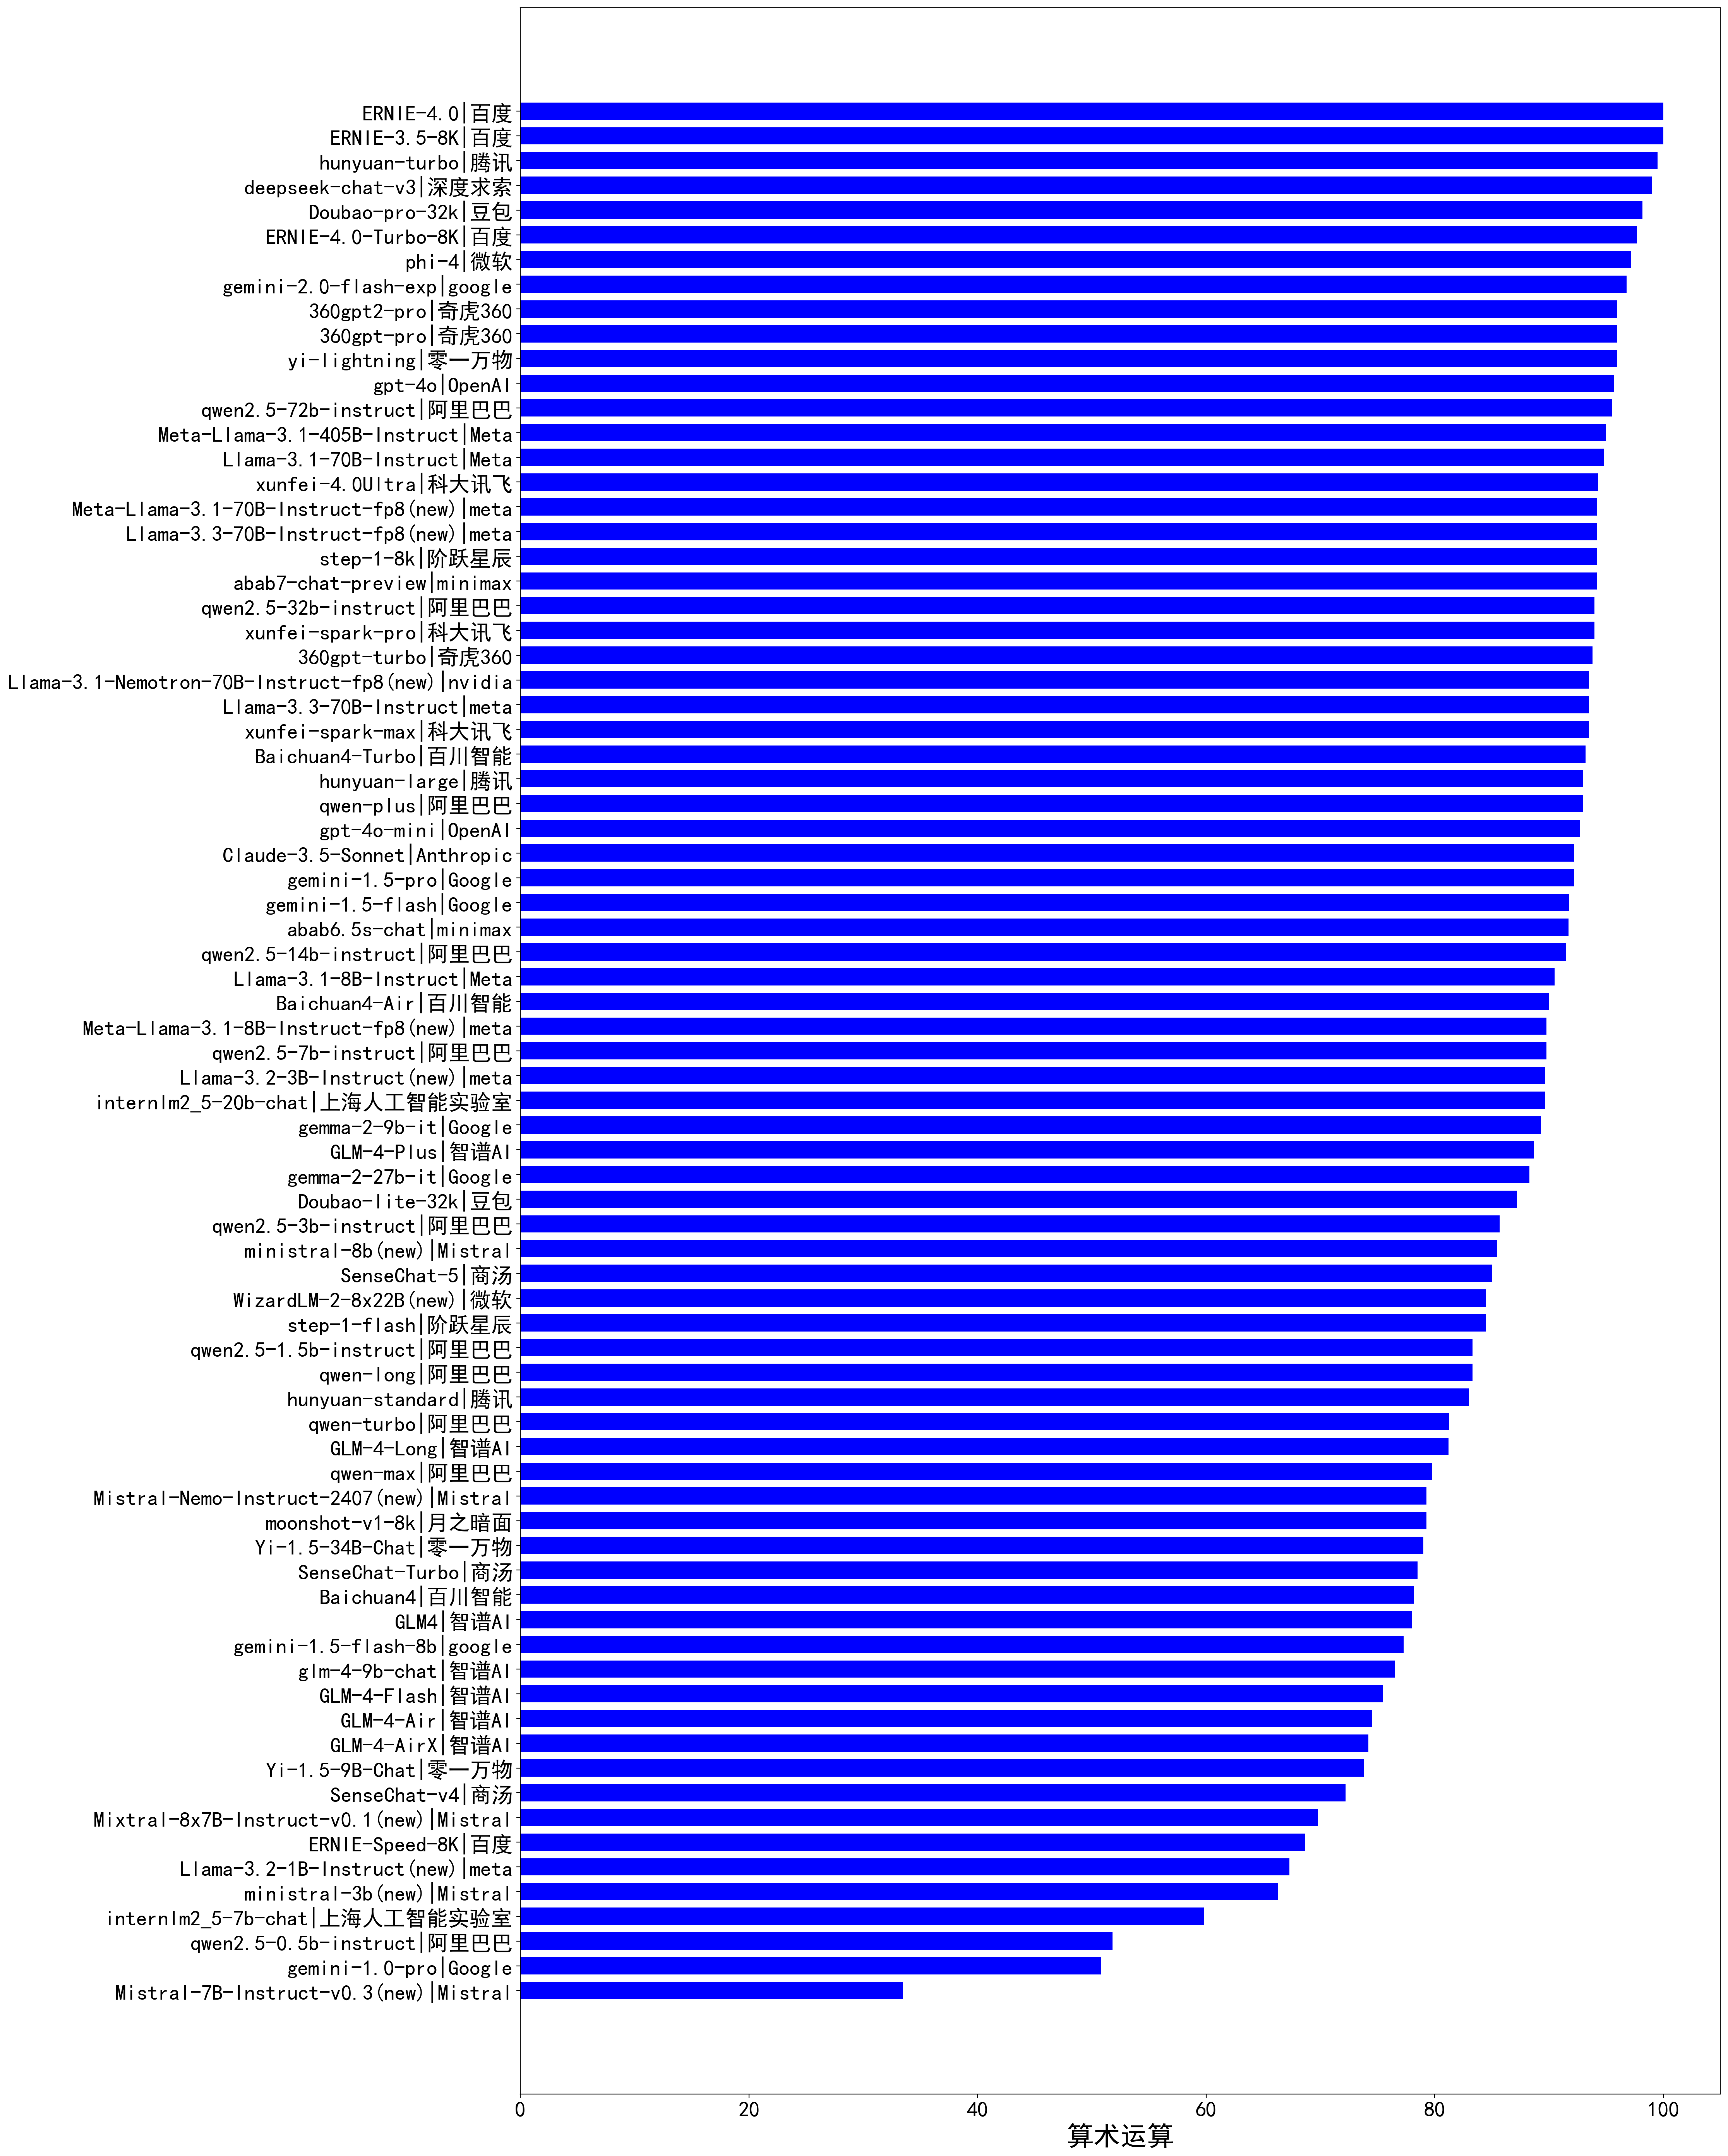 ERNIE-4.0|百度
ERNIE-3.5-8K|百度
hunyuan-turbo|腾讯
deepseek-chat-v3|深度求索
Doubao-pro-32k|豆包
ERNIE-4.0-Turbo-8K|百度
phi-4|微软
gemini-2.0-flash-exp|google
360gpt2-pro|奇虎360
360gpt-pro|奇虎360
yi-lightning|零一万物
gpt-4o|OpenAI
qwen2.5-72b-instruct|阿里巴巴
Meta-Llama-3.1-405B-Instruct|Meta
Llama-3.1-70B-Instruct|Meta
xunfei-4.0Ultra|科大讯飞
Meta-Llama-3.1-70B-Instruct-fp8(new)|meta
Llama-3.3-70B-Instruct-fp8(new)|meta
step-1-8k|阶跃星辰
abab7-chat-preview|minimax
qwen2.5-32b-instruct|阿里巴巴
xunfei-spark-pro|科大讯飞
360gpt-turbo|奇虎360
Llama-3.1-Nemotron-70B-Instruct-fp8(new)|nvidia
Llama-3.3-70B-Instruct|meta
xunfei-spark-max|科大讯飞
Baichuan4-Turbo|百川智能
hunyuan-large|腾讯
qwen-plus|阿里巴巴
gpt-4o-mini|OpenAI
Claude-3.5-Sonnet|Anthropic
gemini-1.5-pro|Google
gemini-1.5-flash|Google
abab6.5s-chat|minimax
qwen2.5-14b-instruct|阿里巴巴
Llama-3.1-8B-Instruct|Meta
Baichuan4-Air|百川智能
Meta-Llama-3.1-8B-Instruct-fp8(new)|meta
qwen2.5-7b-instruct|阿里巴巴
Llama-3.2-3B-Instruct(new)|meta
internlm2_5-20b-chat|上海人工智能实验室
gemma-2-9b-it|Google
GLM-4-Plus|智谱AI
gemma-2-27b-it|Google
Doubao-lite-32k|豆包
qwen2.5-3b-instruct|阿里巴巴
ministral-8b(new)|Mistral
SenseChat-5|商汤
WizardLM-2-8x22B(new)|微软
step-1-flash|阶跃星辰
qwen2.5-1.5b-instruct|阿里巴巴
qwen-long|阿里巴巴
hunyuan-standard|腾讯
qwen-turbo|阿里巴巴
GLM-4-Long|智谱AI
qwen-max|阿里巴巴
Mistral-Nemo-Instruct-2407(new)|Mistral
moonshot-v1-8k|月之暗面
Yi-1.5-34B-Chat|零一万物
SenseChat-Turbo|商汤
Baichuan4|百川智能
GLM4|智谱AI
gemini-1.5-flash-8b|google
glm-4-9b-chat|智谱AI
GLM-4-Flash|智谱AI
GLM-4-Air|智谱AI
GLM-4-AirX|智谱AI
Yi-1.5-9B-Chat|零一万物
SenseChat-v4|商汤
Mixtral-8x7B-Instruct-v0.1(new)|Mistral
ERNIE-Speed-8K|百度
Llama-3.2-1B-Instruct(new)|meta
ministral-3b(new)|Mistral
internlm2_5-7b-chat|上海人工智能实验室
qwen2.5-0.5b-instruct|阿里巴巴
gemini-1.0-pro|Google
Mistral-7B-Instruct-v0.3(new)|Mistral
0 20 40 60 80 100
算术运算